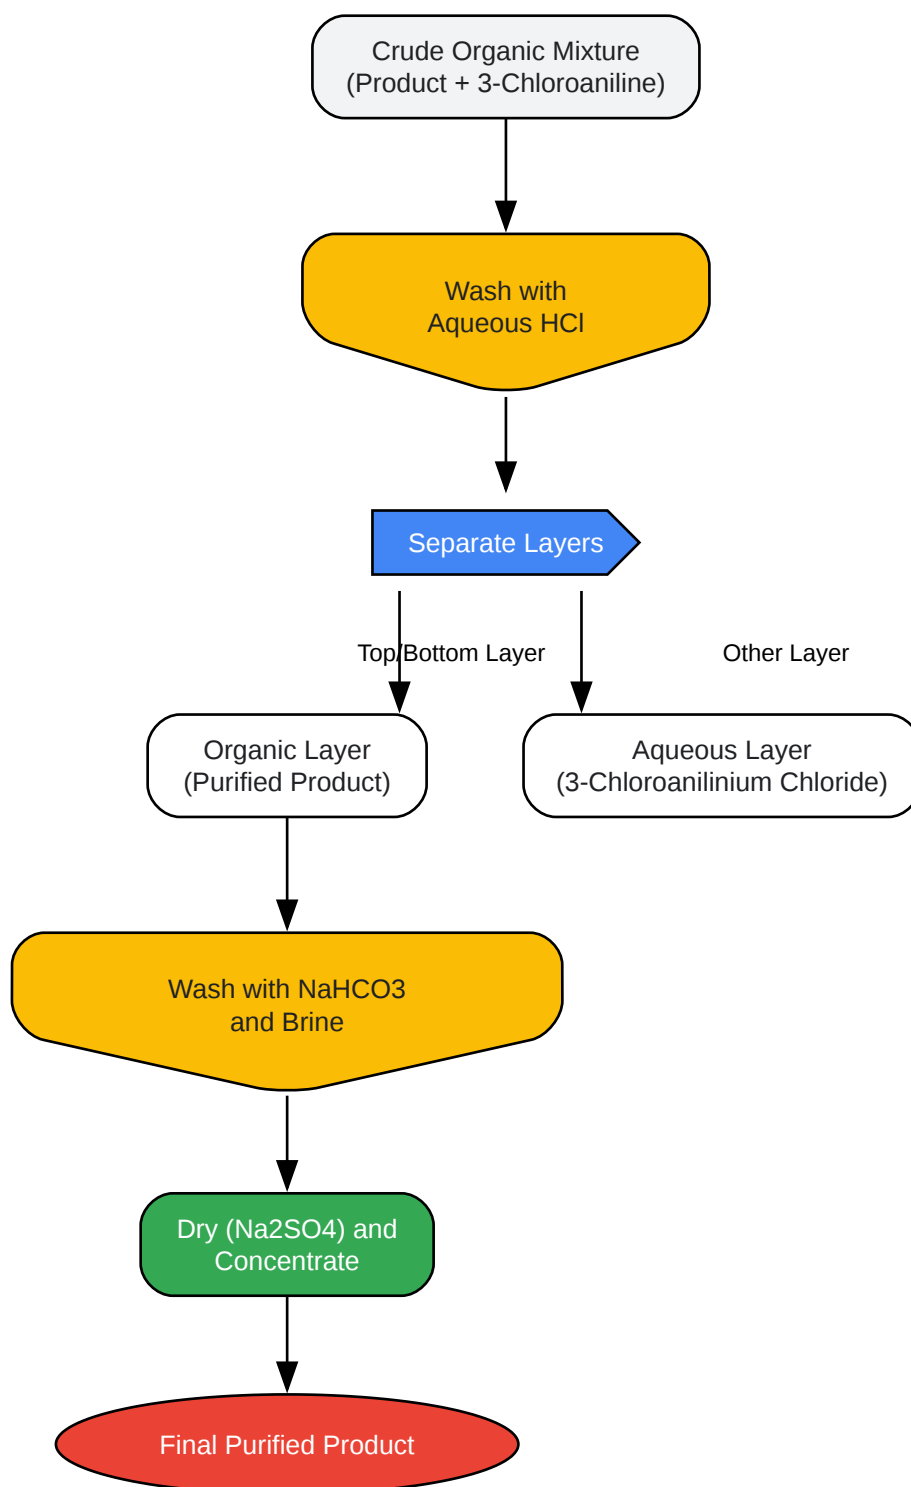 Crude Organic Mixture
(Product + 3-Chloroaniline)
Wash with
Aqueous HCl
Separate Layers
Top/Bottom Layer
Other Layer
Organic Layer
(Purified Product)
Aqueous Layer
(3-Chloroanilinium Chloride)
Wash with NaHCO3
and Brine
Dry (Na2SO4) and
Concentrate
Final Purified Product